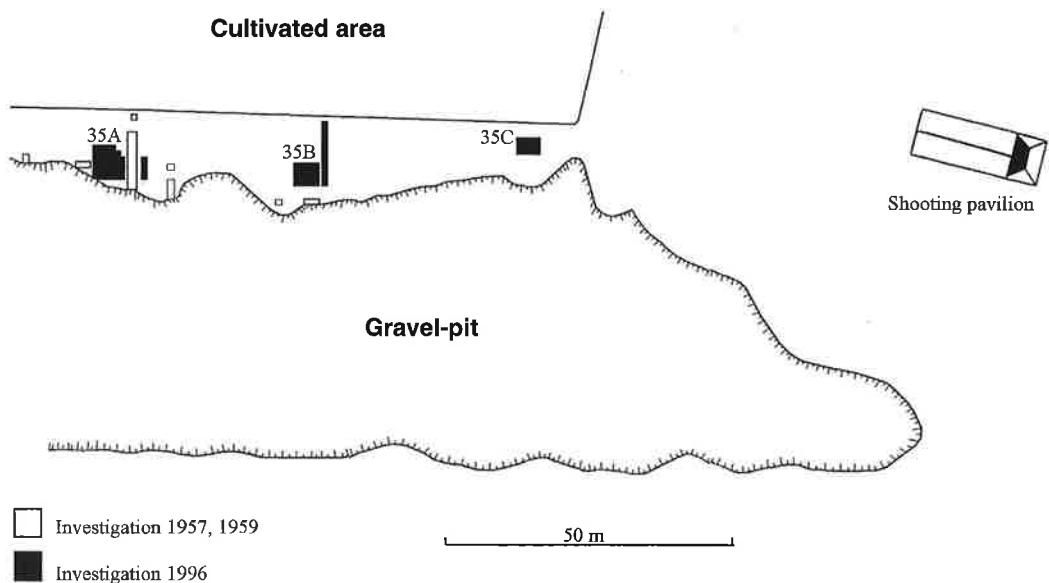 Cultivated area
35A
35B
35C
Shooting pavilion
Gravel-pit
Investigation 1957, 1959
50 m
Investigation 1996